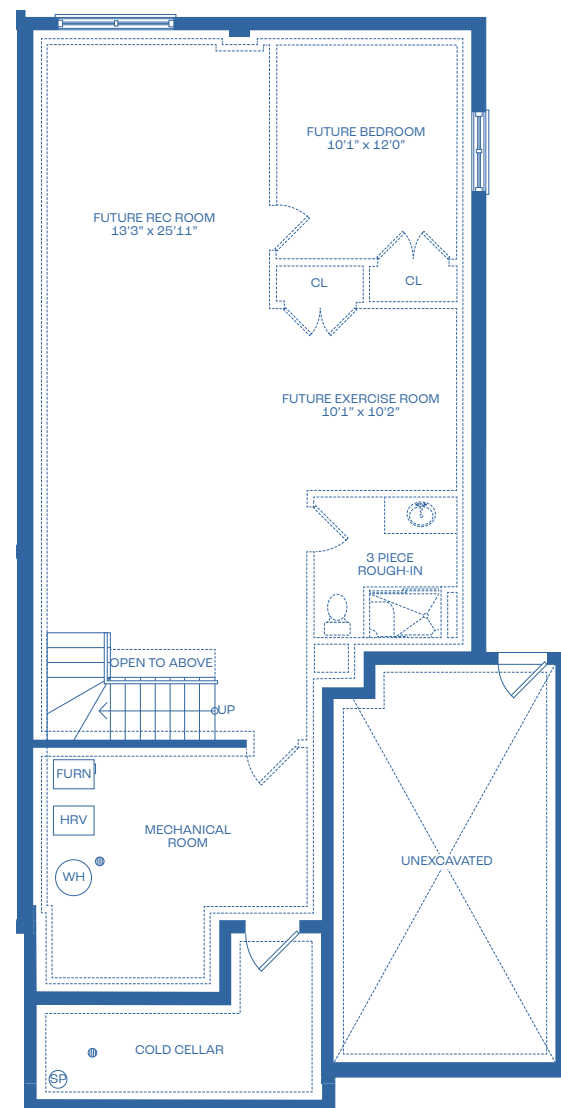 FUTURE BEDROOM
10'1" x 12'0"
FUTURE REC ROOM
13'3" x 25'11"
CL
CL
FUTURE EXERCISE ROOM
10'1" x 10'2"
3 PIECE
ROUGH-IN
OPEN TO ABOVE
UP
FURN
HRV
MECHANICAL
ROOM
WH
UNEXCAVATED
COLD CELLAR
SP